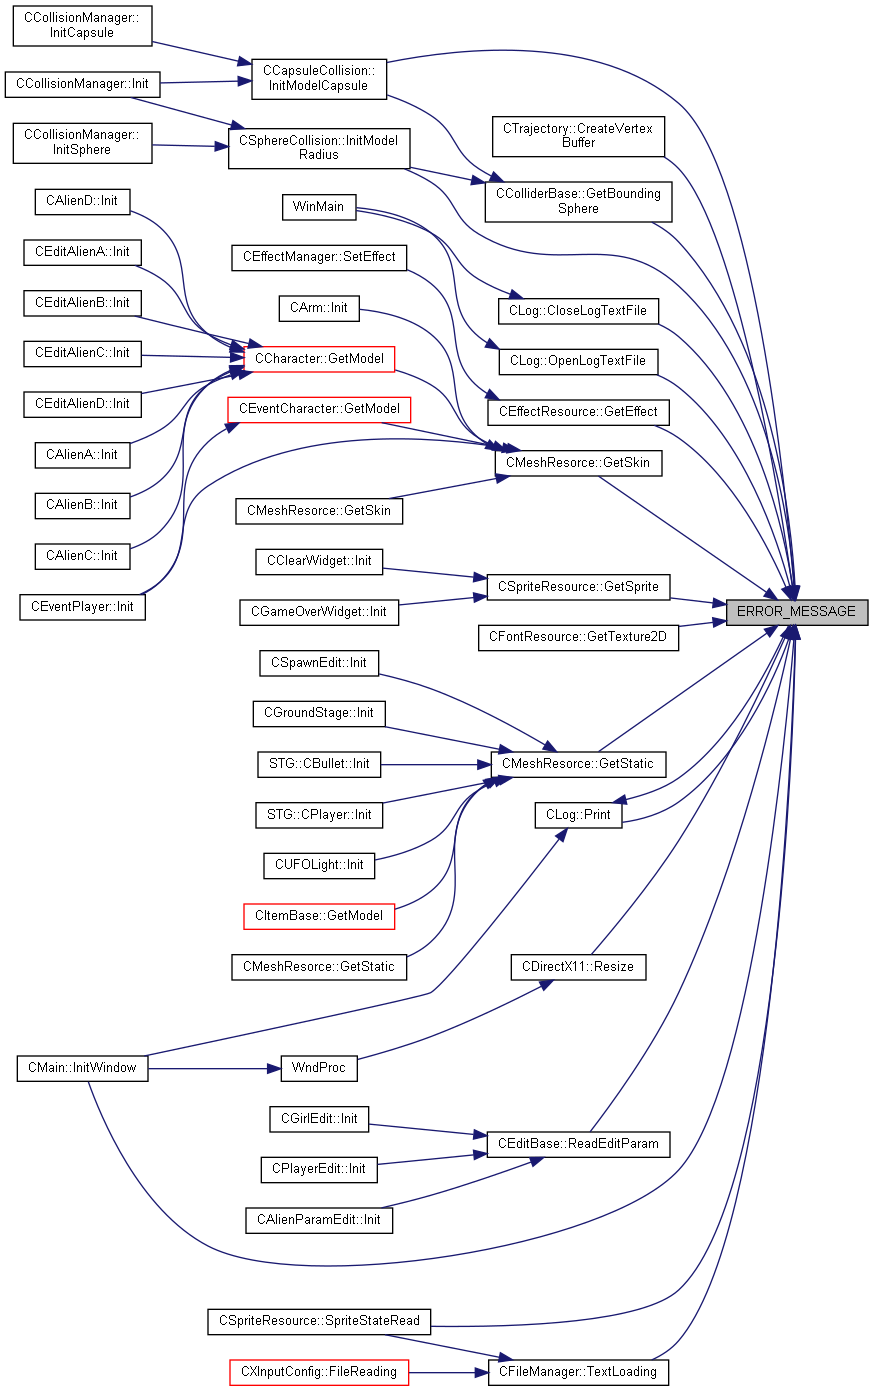 CCollisionManager::
InitCapsule
CCapsuleCollision::
InitModelCapsule
CCollisionManager::Init
CTrajectory::CreateVertex
Buffer
CCollisionManager::
InitSphere
CSphereCollision::InitModel
Radius
CColliderBase::GetBounding
Sphere
CAlienD::Init
WinMain
CEditAlienA::Init
CEffectManager::SetEffect
CEditAlienB::Init
CArm::Init
CLog::CloseLogTextFile
CEditAlienC::Init
CCharacter::GetModel
CLog::OpenLogTextFile
CEditAlienD::Init
CEventCharacter::GetModel
CEffectResource::GetEffect
CAlienA::Init
CMeshResorce::GetSkin
CAlienB::Init
CMeshResorce::GetSkin
CAlienC::Init
CClearWidget::Init
CSpriteResource::GetSprite
CEventPlayer::Init
CGameOverWidget::Init
ERROR_MESSAGE
CFontResource::GetTexture2D
CSpawnEdit::Init
CGroundStage::Init
STG::CBullet::Init
CMeshResorce::GetStatic
STG::CPlayer::Init
CLog::Print
CUFOLight::Init
CItemBase::GetModel
CMeshResorce::GetStatic
CDirectX11::Resize
CMain::InitWindow
WndProc
CGirlEdit::Init
CEditBase::ReadEditParam
CPlayerEdit::Init
CAlienParamEdit::Init
CSpriteResource::SpriteStateRead
CXInputConfig::FileReading
CFileManager::TextLoading